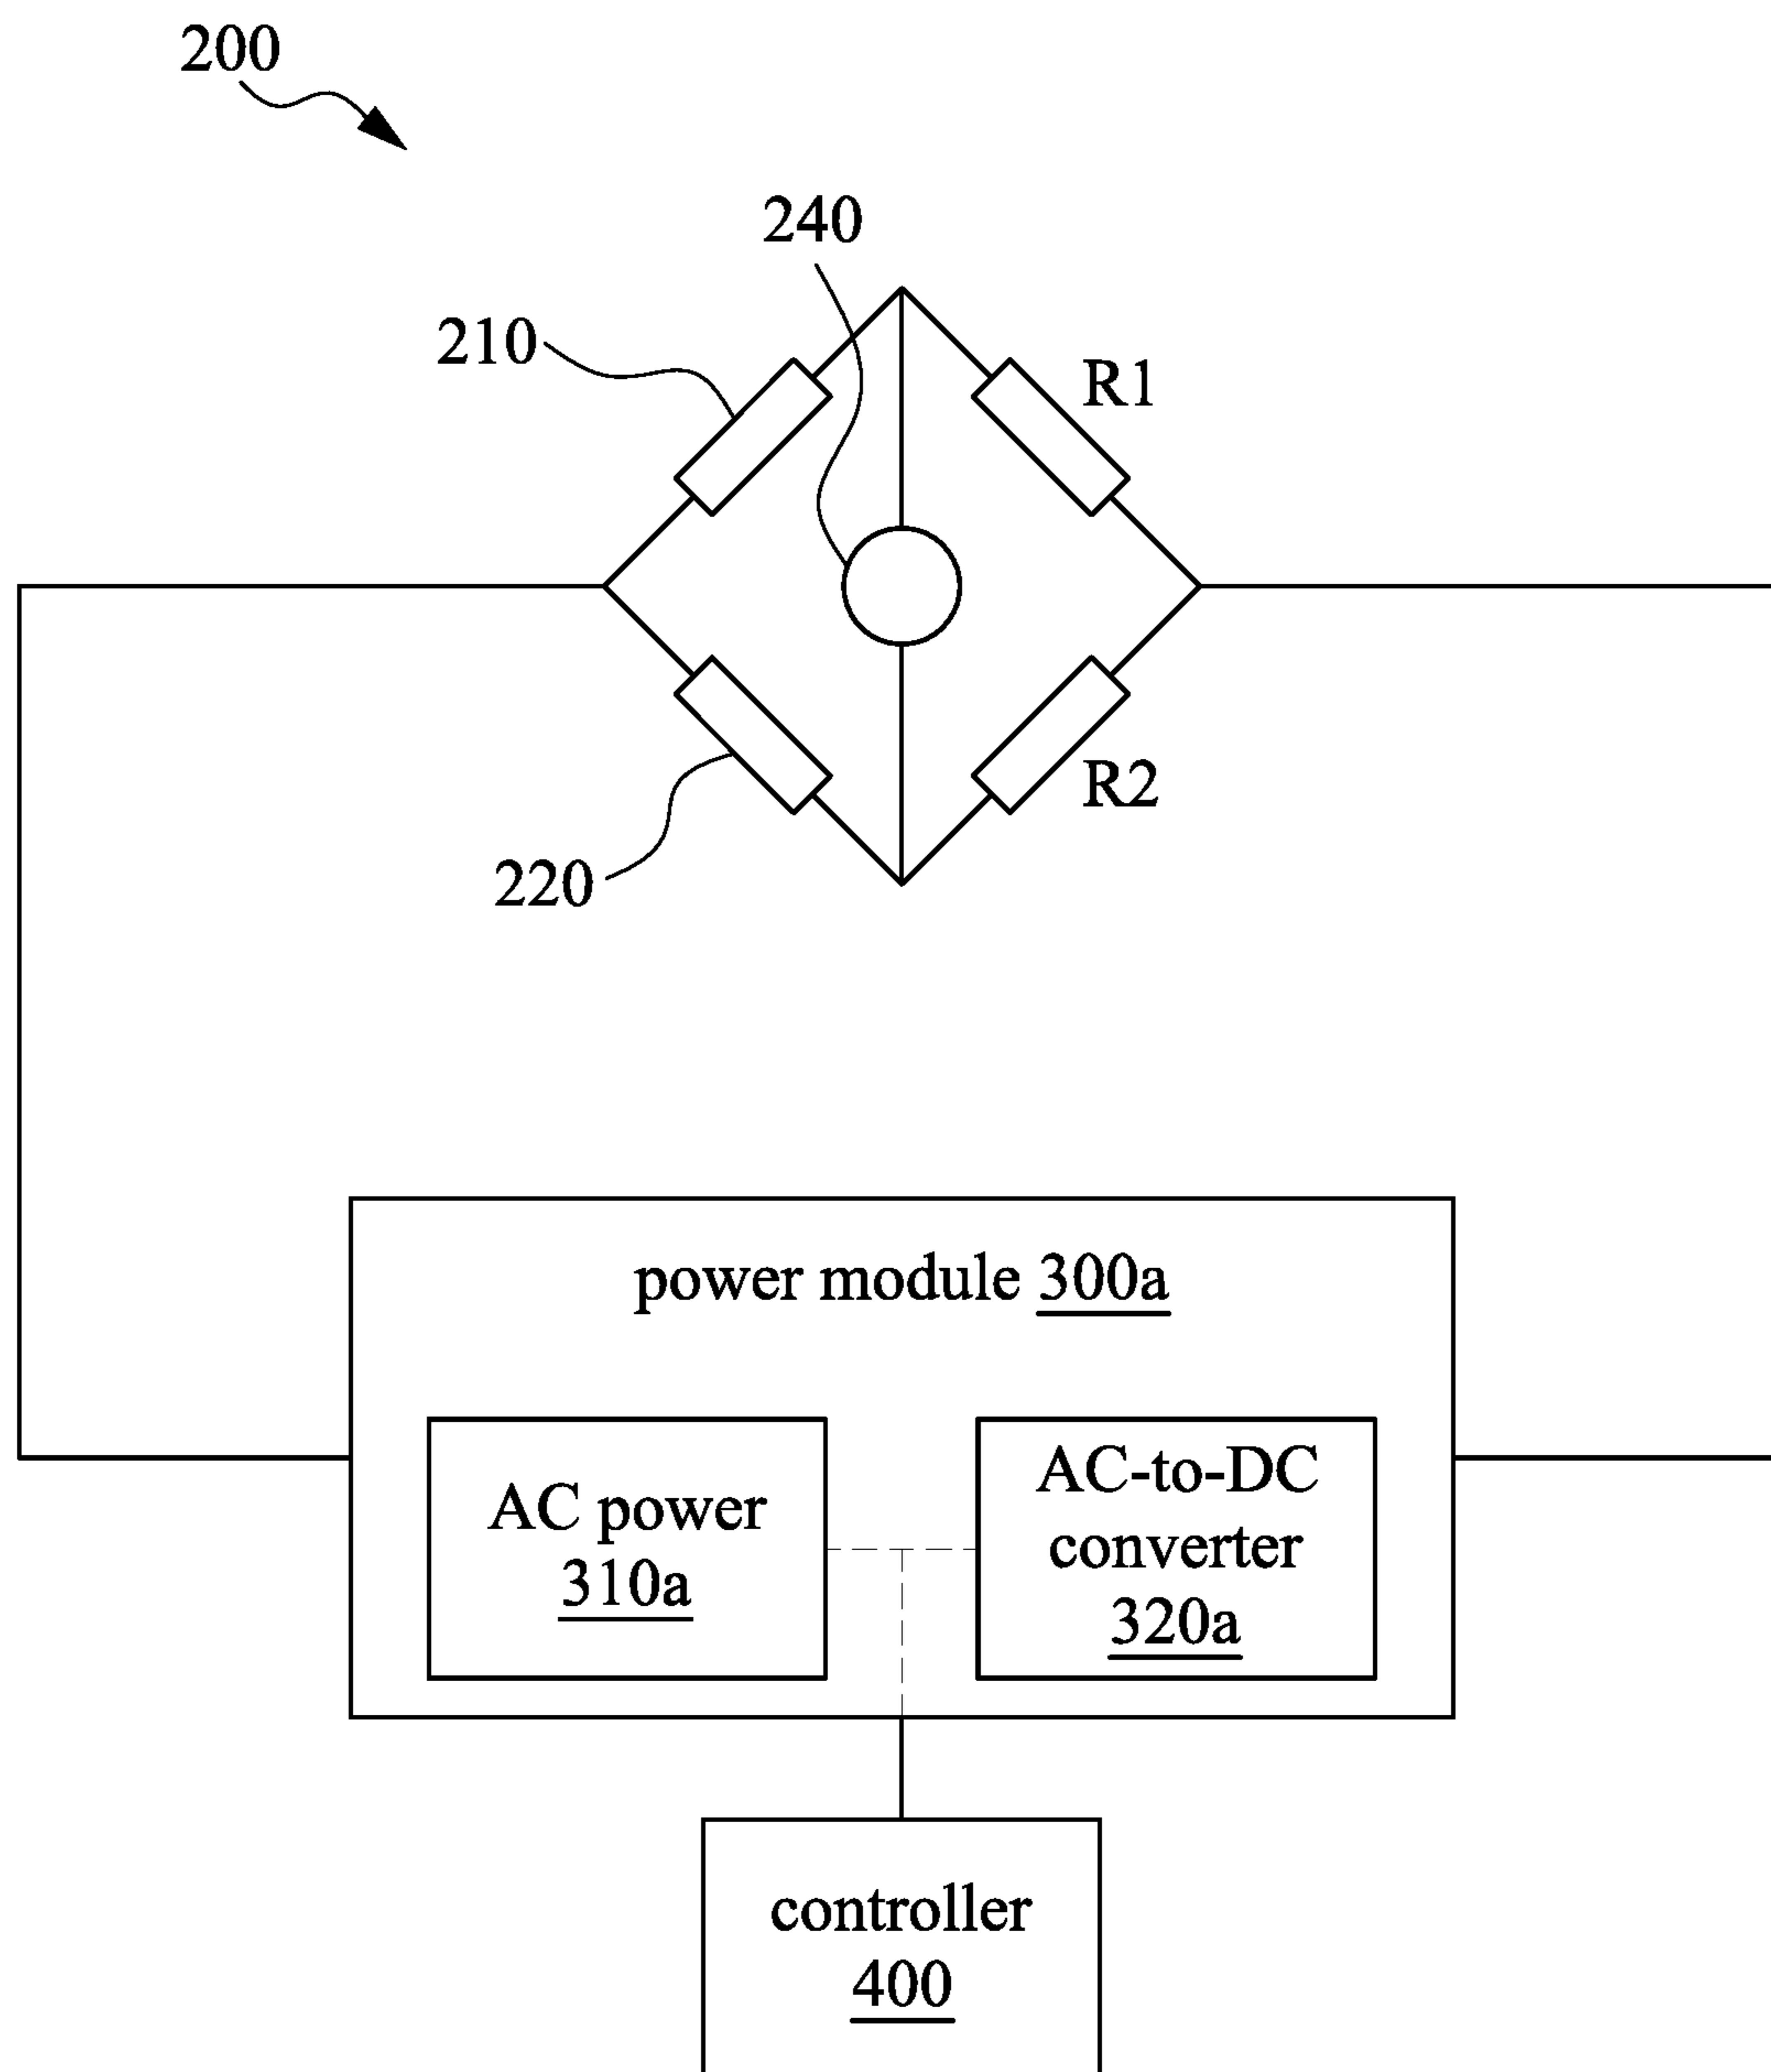 200
240
210
R1
R2
220
power module 300a
AC power
310a
AC-to-DC
converter
320a
controller
400